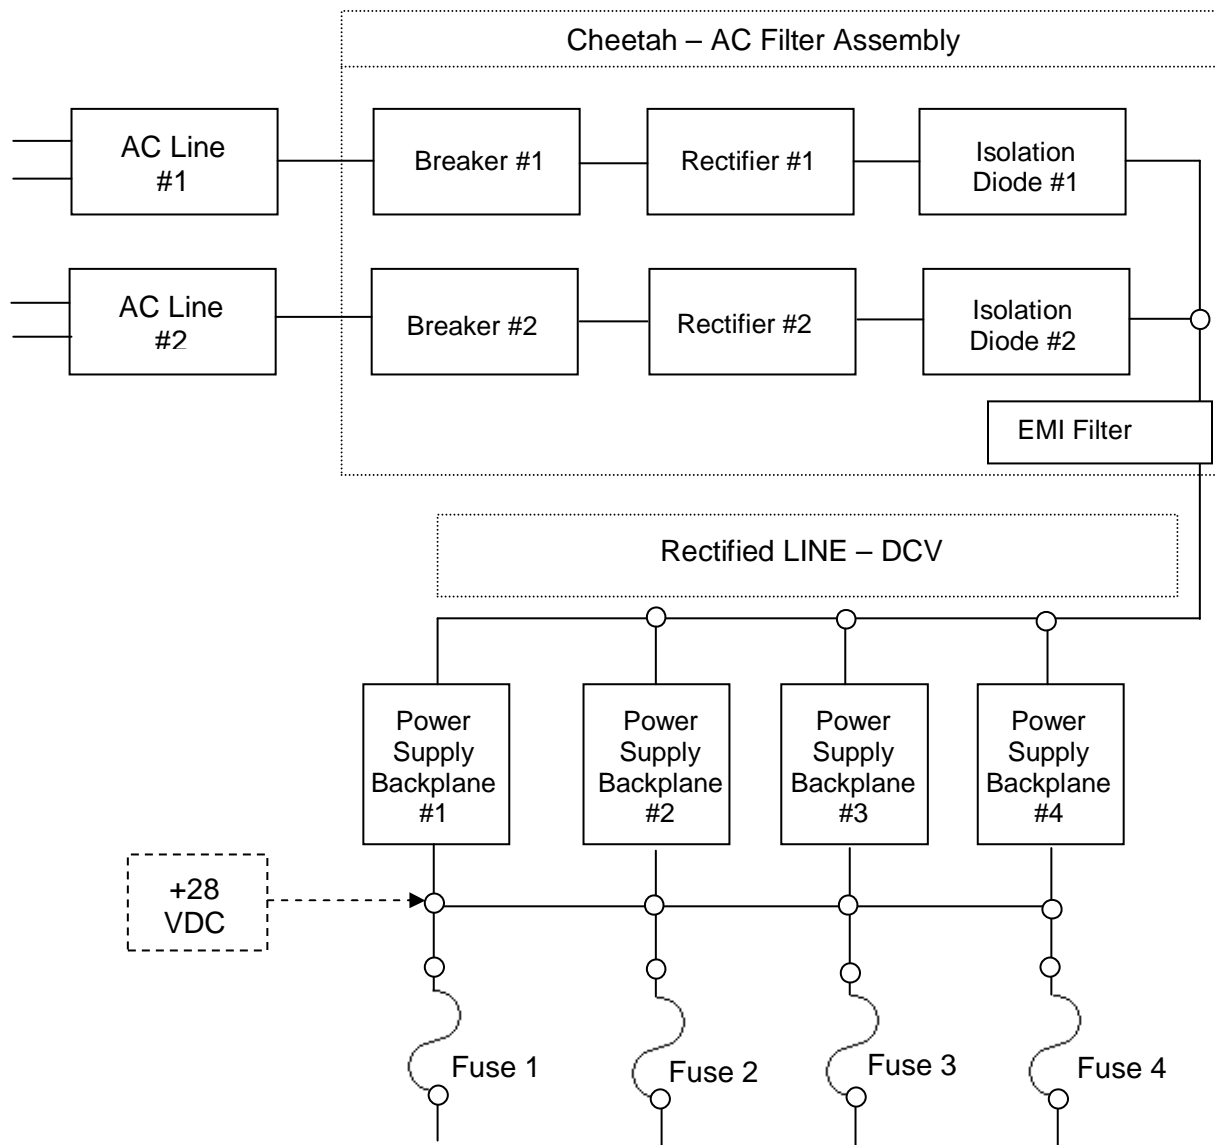 Cheetah – AC Filter Assembly
AC Line
#1
Breaker #1
Rectifier #1
Isolation
Diode #1
AC Line
#2
Breaker #2
Rectifier #2
Isolation
Diode #2
EMI Filter
Rectified LINE – DCV
Power
Supply
Backplane
#1
Power
Supply
Backplane
#2
Power
Supply
Backplane
#3
Power
Supply
Backplane
#4
+28
VDC
Fuse 1
Fuse 2
Fuse 3
Fuse 4